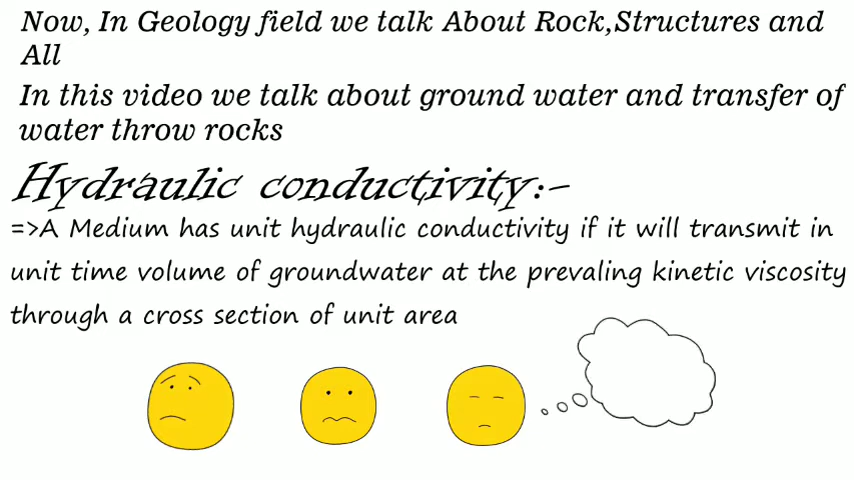 Now, In Geology field we talk About Rock,Structures and
All
In this video we talk about ground water and transfer of
water throw rocks
Hydraulic conductivity:-
=>A Medium has unit hydraulic conductivity if it will transmit in
unit time volume of groundwater at the prevaling kinetic viscosity
through a cross section of unit area